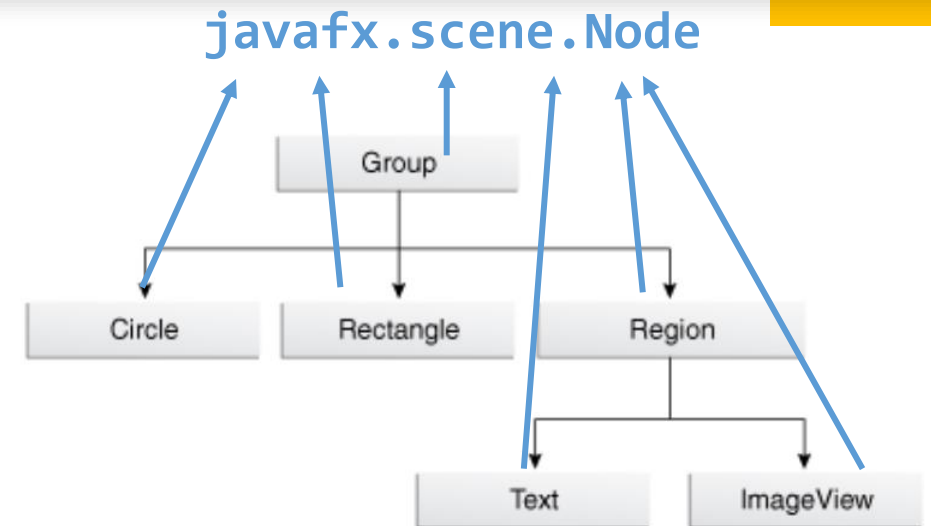 javafx.scene.Node
Group
Circle
Rectangle
Region
Text
ImageView